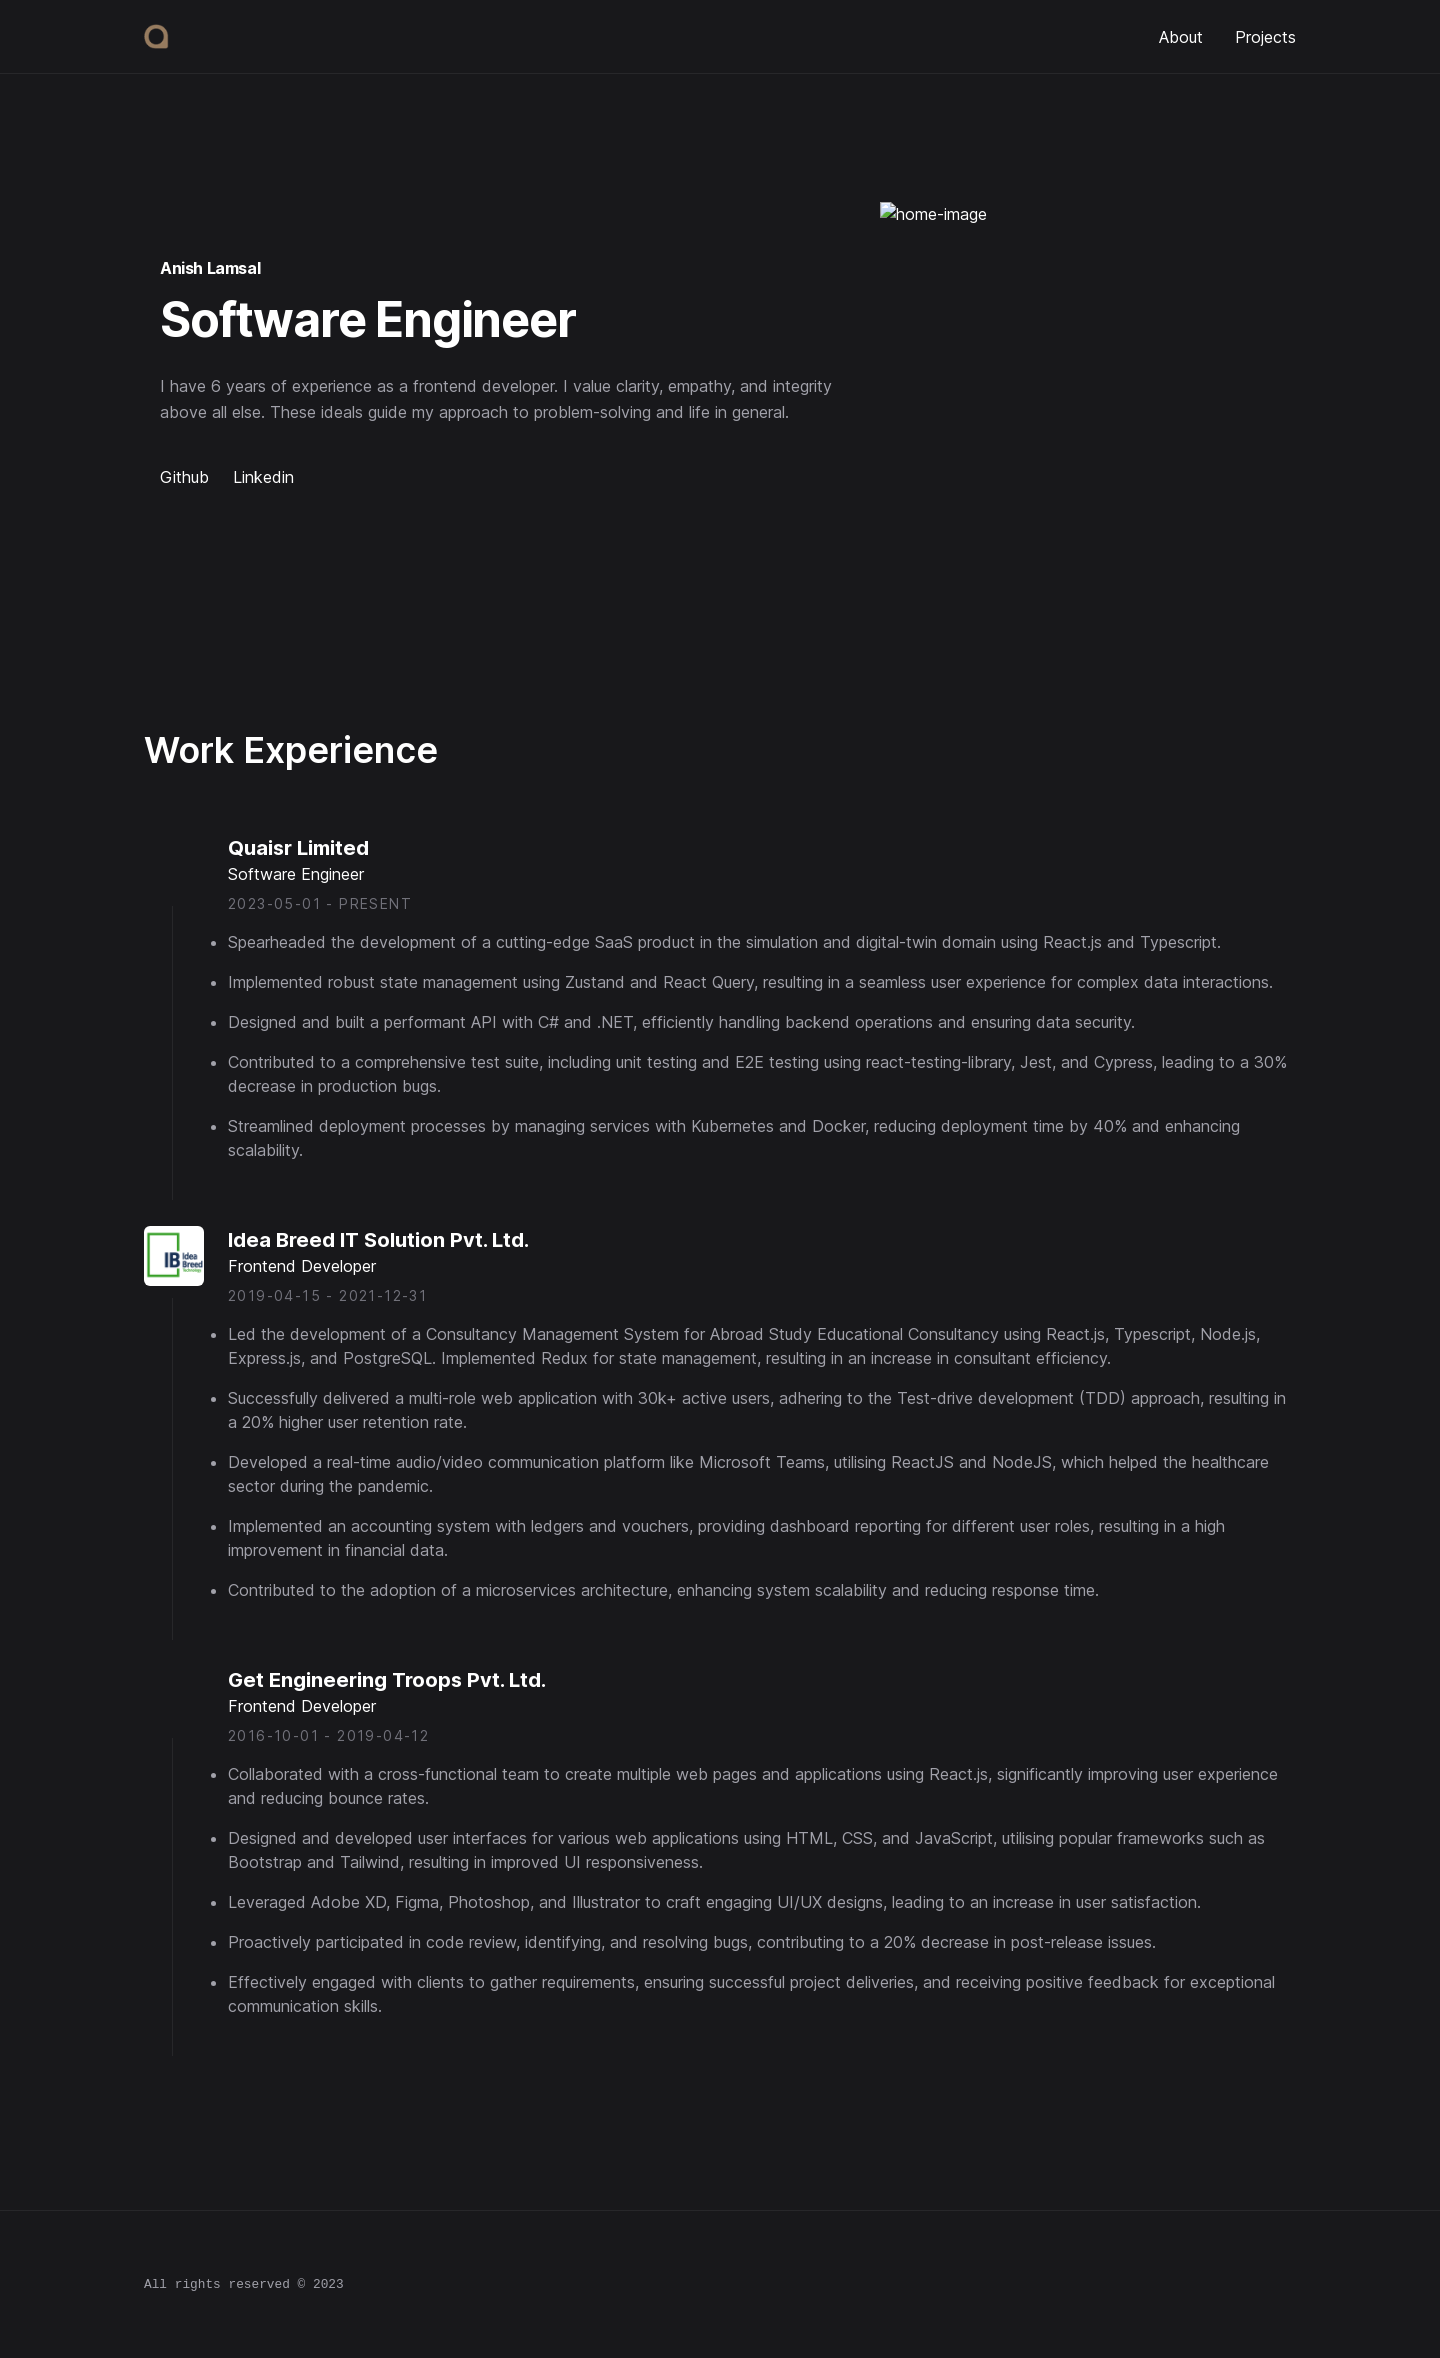 About Projects
home-image
Anish Lamsal
Software Engineer
I have 6 years of experience as a frontend developer. I value clarity, empathy, and integrity
above all else. These ideals guide my approach to problem-solving and life in general.
Github Linkedin
Work Experience
Quaisr Limited
Software Engineer
2023-05-01 - PRESENT
• Spearheaded the development of a cutting-edge SaaS product in the simulation and digital-twin domain using React.js and Typescript.
• Implemented robust state management using Zustand and React Query, resulting in a seamless user experience for complex data interactions.
• Designed and built a performant API with C# and .NET, efficiently handling backend operations and ensuring data security.
• Contributed to a comprehensive test suite, including unit testing and E2E testing using react-testing-library, Jest, and Cypress, leading to a 30%
decrease in production bugs.
• Streamlined deployment processes by managing services with Kubernetes and Docker, reducing deployment time by 40% and enhancing
scalability.
IB Idea
Breed
Technology
Idea Breed IT Solution Pvt. Ltd.
Frontend Developer
2019-04-15 - 2021-12-31
• Led the development of a Consultancy Management System for Abroad Study Educational Consultancy using React.js, Typescript, Node.js,
Express.js, and PostgreSQL. Implemented Redux for state management, resulting in an increase in consultant efficiency.
• Successfully delivered a multi-role web application with 30k+ active users, adhering to the Test-drive development (TDD) approach, resulting in
a 20% higher user retention rate.
• Developed a real-time audio/video communication platform like Microsoft Teams, utilising ReactJS and NodeJS, which helped the healthcare
sector during the pandemic.
• Implemented an accounting system with ledgers and vouchers, providing dashboard reporting for different user roles, resulting in a high
improvement in financial data.
• Contributed to the adoption of a microservices architecture, enhancing system scalability and reducing response time.
Get Engineering Troops Pvt. Ltd.
Frontend Developer
2016-10-01 - 2019-04-12
• Collaborated with a cross-functional team to create multiple web pages and applications using React.js, significantly improving user experience
and reducing bounce rates.
• Designed and developed user interfaces for various web applications using HTML, CSS, and JavaScript, utilising popular frameworks such as
Bootstrap and Tailwind, resulting in improved UI responsiveness.
• Leveraged Adobe XD, Figma, Photoshop, and Illustrator to craft engaging UI/UX designs, leading to an increase in user satisfaction.
• Proactively participated in code review, identifying, and resolving bugs, contributing to a 20% decrease in post-release issues.
• Effectively engaged with clients to gather requirements, ensuring successful project deliveries, and receiving positive feedback for exceptional
communication skills.
All rights reserved © 2023